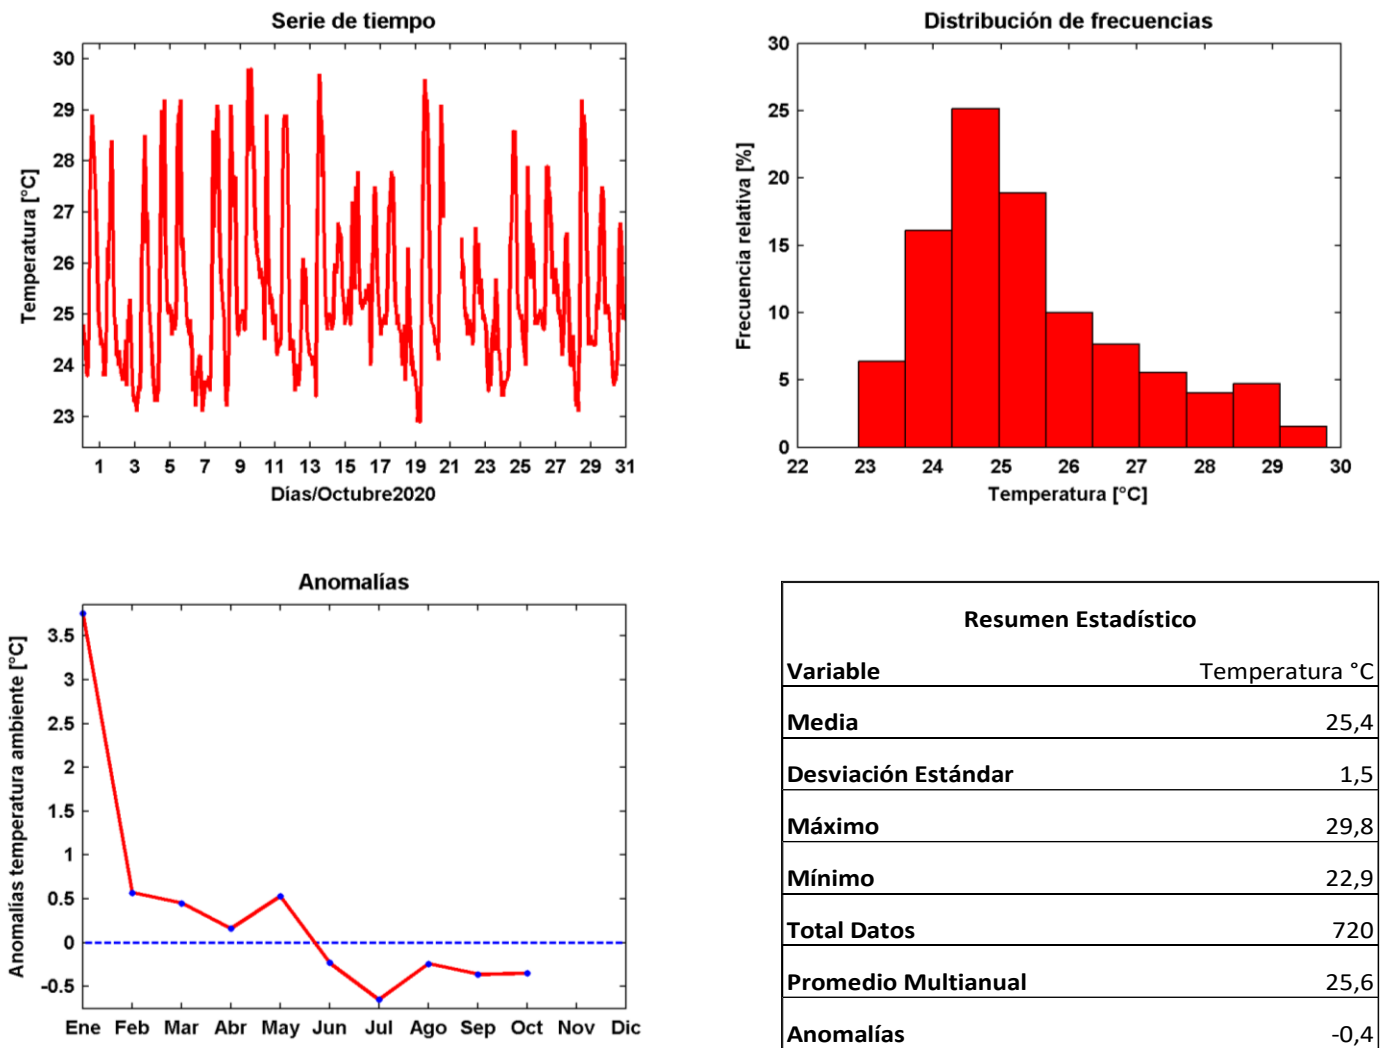 Serie de tiempo
30
29
28
27
26
25
24
23
Temperatura [°C]
1 3 5 7 9 11 13 15 17 19 21 23 25 27 29 31
Días/Octubre2020
Distribución de frecuencias
30
25
20
15
10
5
0
Frecuencia relativa [%]
22 23 24 25 26 27 28 29 30
Temperatura [°C]
Anomalías
3.5
3
2.5
2
1.5
1
0.5
0
-0.5
Anomalías temperatura ambiente [°C]
Ene Feb Mar Abr May Jun Jul Ago Sep Oct Nov Dic
Resumen Estadístico
Variable Temperatura °C
Media 25,4
Desviación Estándar 1,5
Máximo 29,8
Mínimo 22,9
Total Datos 720
Promedio Multianual 25,6
Anomalías -0,4